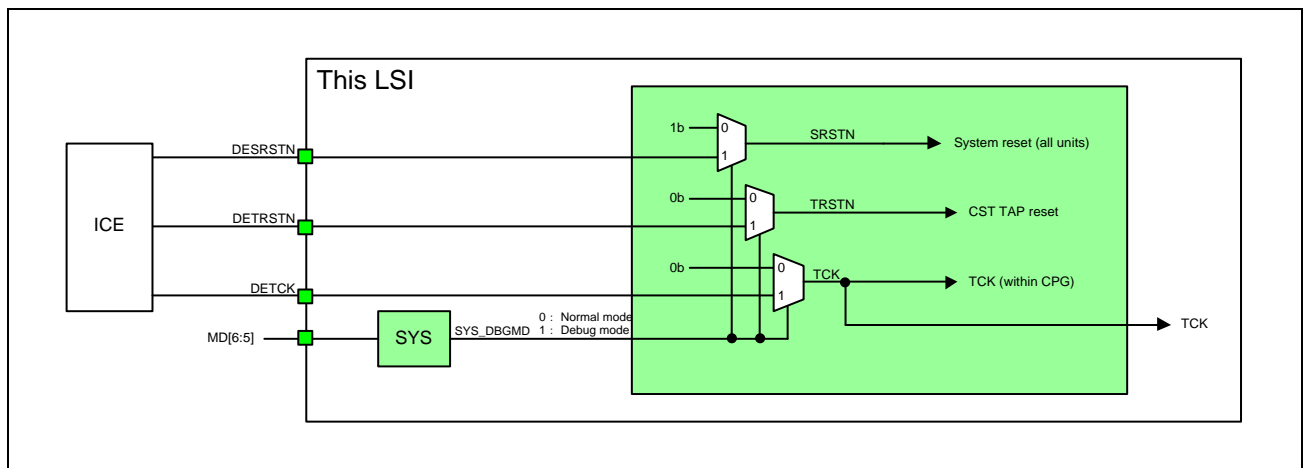 This LSI
1b
0
SRSTN
System reset (all units)
DESRSTN
1
0b
0
TRSTN
CST TAP reset
DETRSTN
1
ICE
0b
0
TCK
TCK (within CPG)
DETCK
1
0 : Normal mode
MD[6:5]
SYS
SYS_DBGMD
1 : Debug mode
TCK